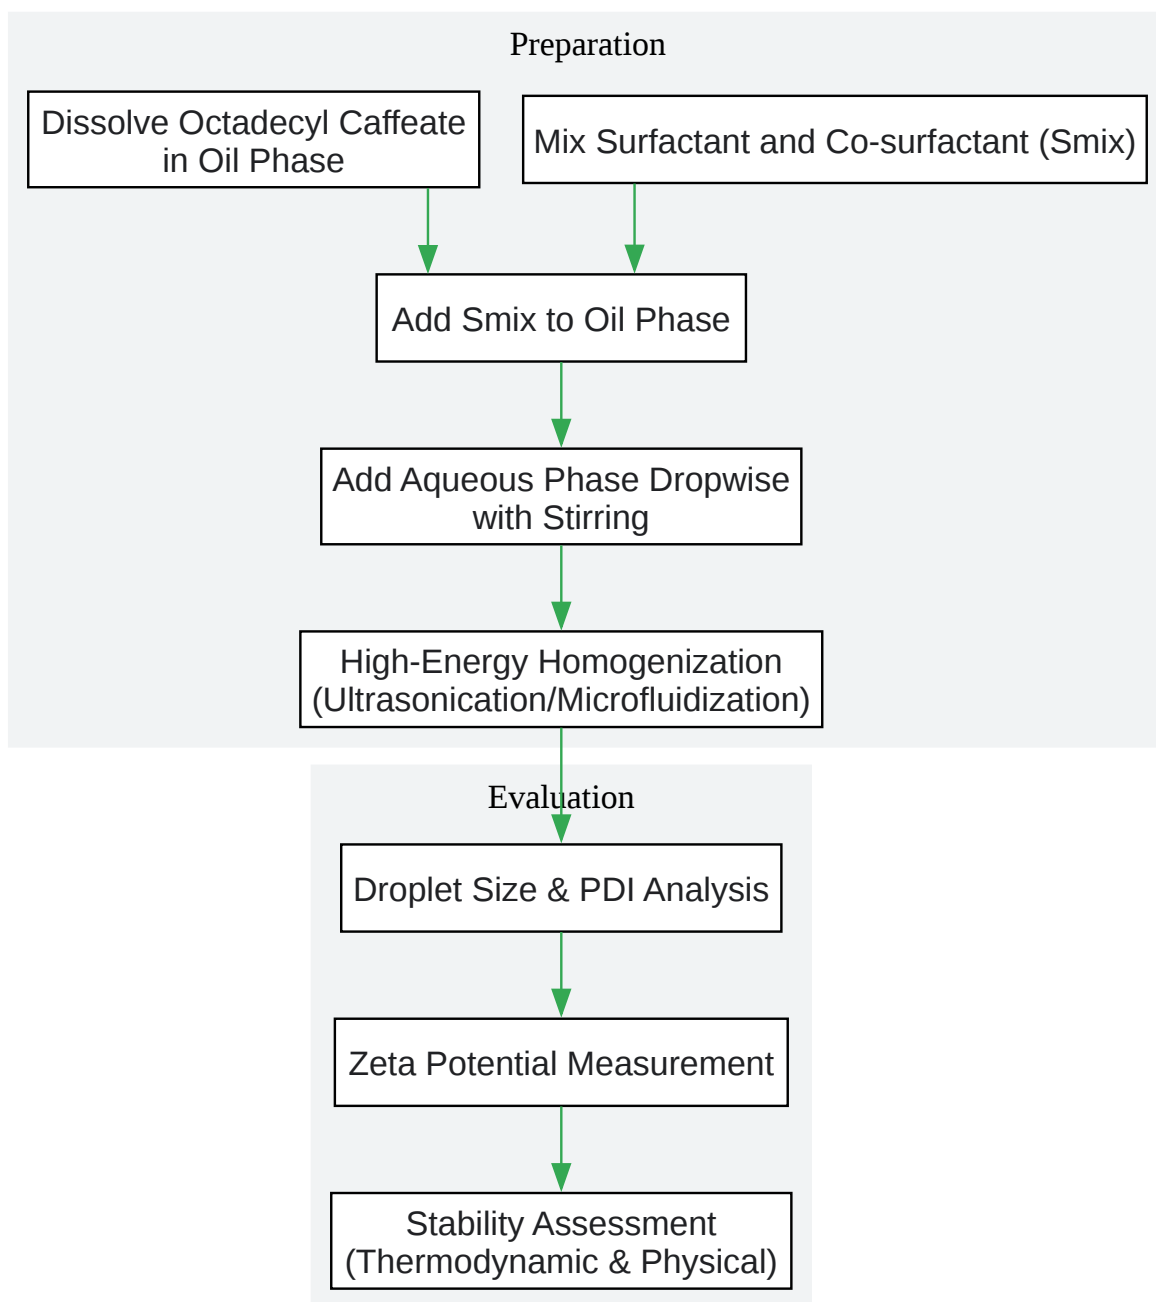 Preparation
Dissolve Octadecyl Caffeate
in Oil Phase
Mix Surfactant and Co-surfactant (Smix)
Add Smix to Oil Phase
Add Aqueous Phase Dropwise
with Stirring
High-Energy Homogenization
(Ultrasonication/Microfluidization)
Evaluation
Droplet Size & PDI Analysis
Zeta Potential Measurement
Stability Assessment
(Thermodynamic & Physical)